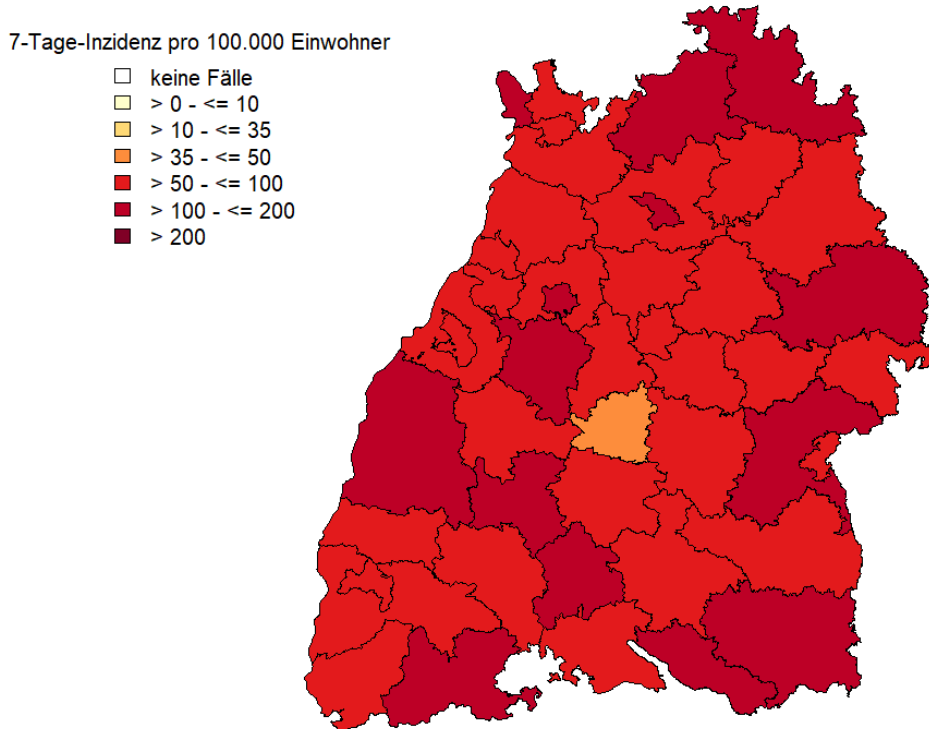 7-Tage-Inzidenz pro 100.000 Einwohner
keine Fälle
> 0 - <= 10
> 10 - <= 35
> 35 - <= 50
> 50 - <= 100
> 100 - <= 200
> 200